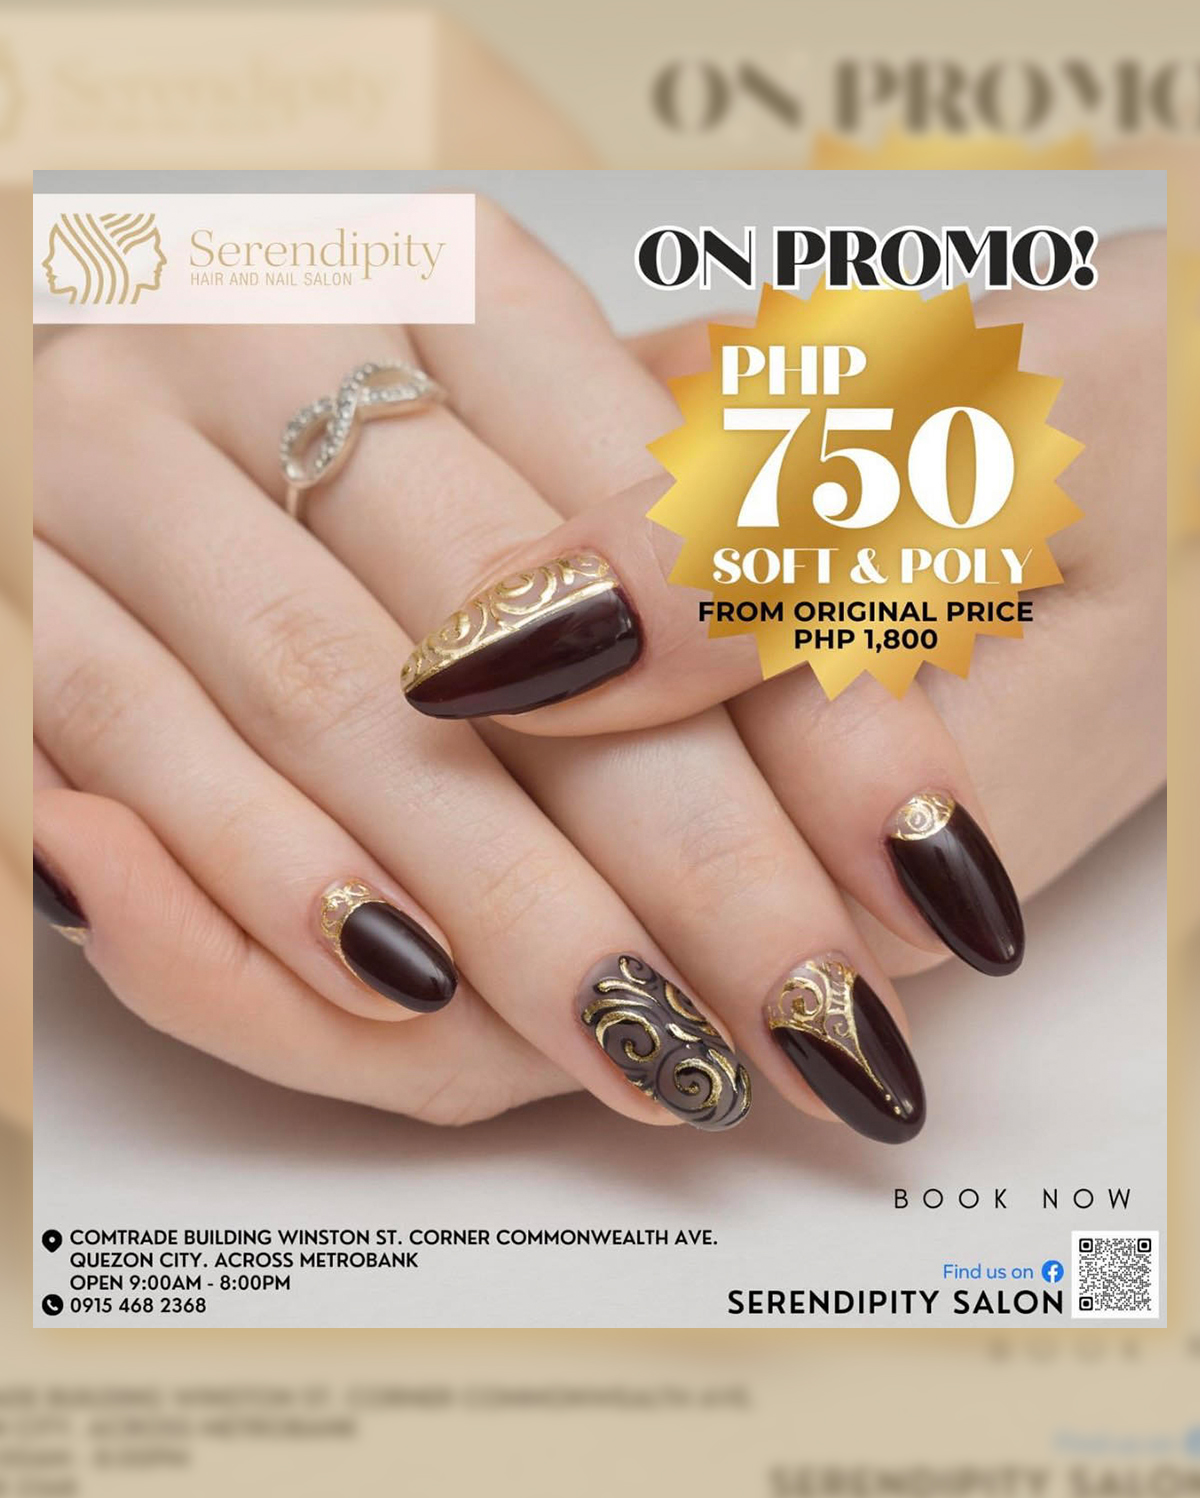 Serendipity
HAIR AND NAIL SALON
ON PROMO!
PHP
750
SOFT & POLY
FROM ORIGINAL PRICE
PHP 1,800
BOOK NOW
COMTRADE BUILDING WINSTON ST. CORNER COMMONWEALTH AVE.
QUEZON CITY. ACROSS METROBANK
OPEN 9:00AM - 8:00PM
0915 468 2368
Find us on
SERENDIPITY SALON